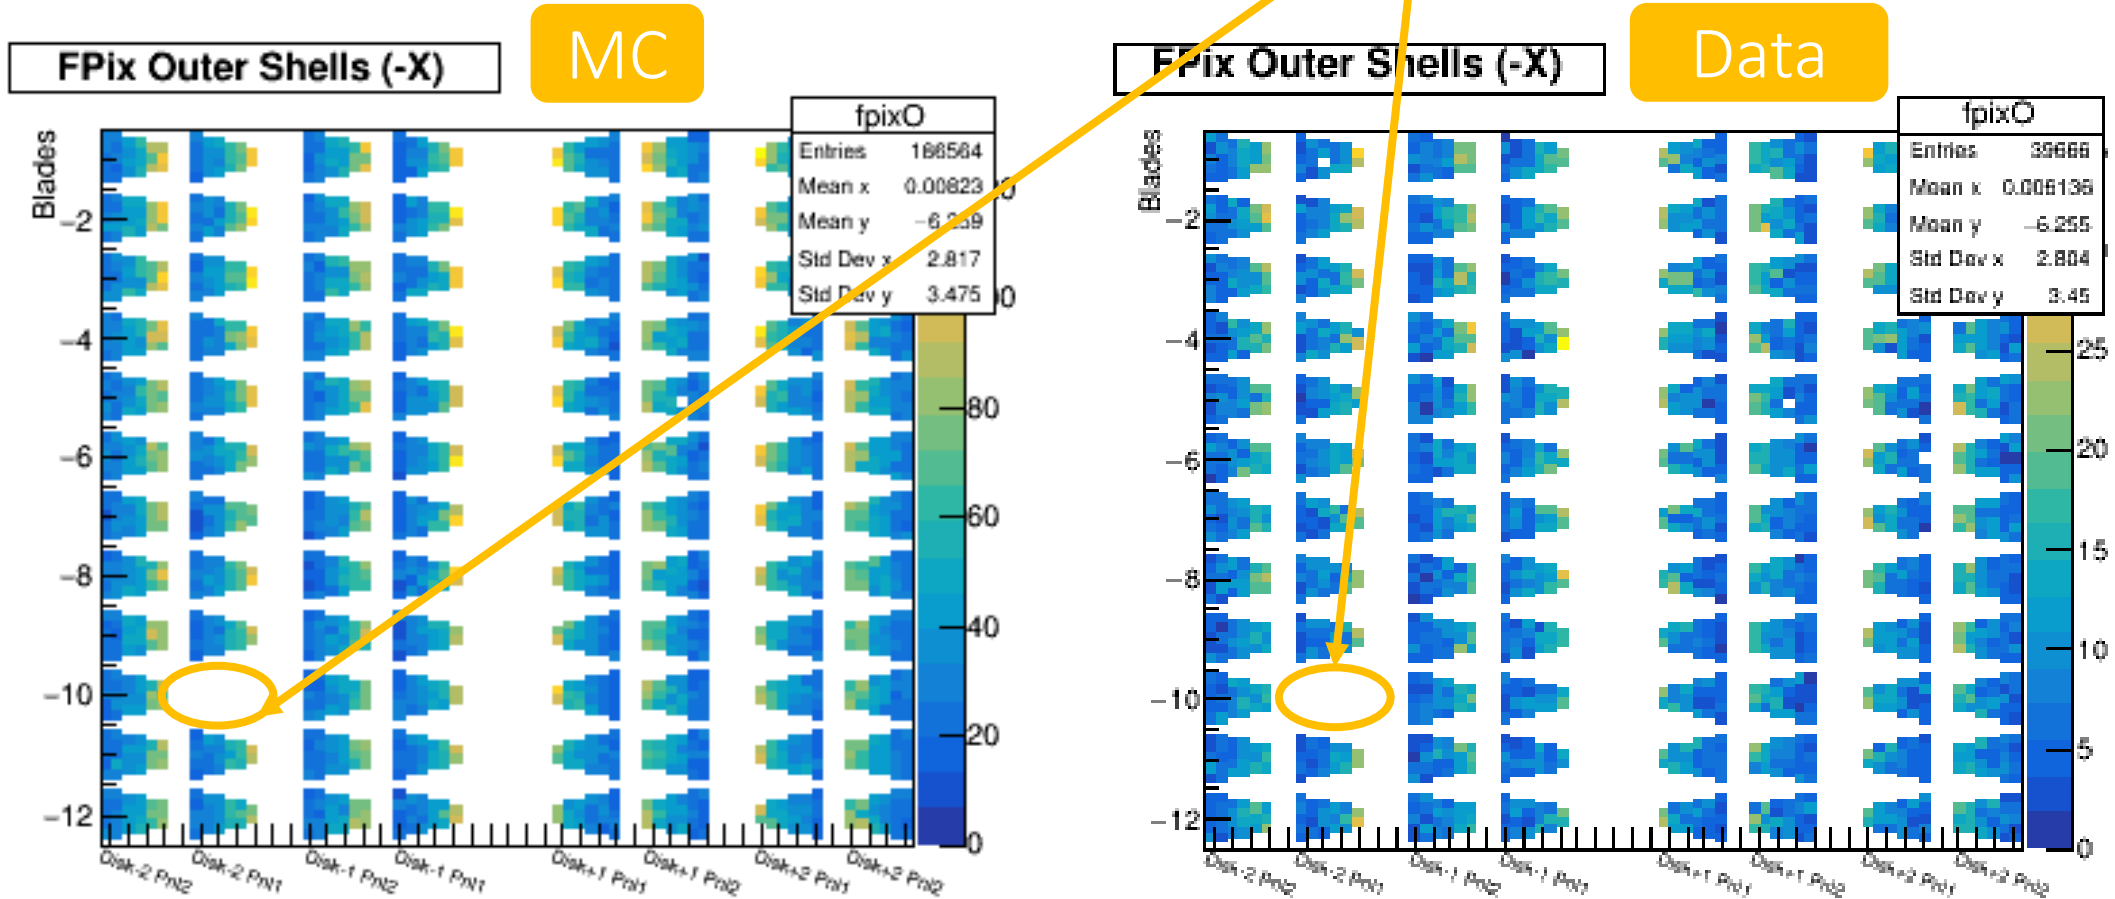 MC
FPix Outer Shells (-X)
fpixO
Entries 186564
Mean x 0.00823
Mean y
Std Dev x 2.817
Std Dev y 3.475
Blades
−2
−4
−6
−8
−10
−12
80
60
40
20
0
Disk-2 Pnl2
Disk-2 Pnl1
Disk-1 Pnl2
Disk-1 Pnl1
Disk+1 Pnl1
Disk+1 Pnl2
Disk+2 Pnl1
Disk+2 Pnl2
Data
FPix Outer Shells (-X)
fpixO
Entries 39666
Mean x 0.005136
Mean y −6.255
Std Dev x 2.804
Std Dev y 3.45
Blades
−2
−4
−6
−8
−10
−12
25
20
15
10
5
0
Disk-2 Pnl2
Disk-2 Pnl1
Disk-1 Pnl2
Disk-1 Pnl1
Disk+1 Pnl1
Disk+1 Pnl2
Disk+2 Pnl1
Disk+2 Pnl2